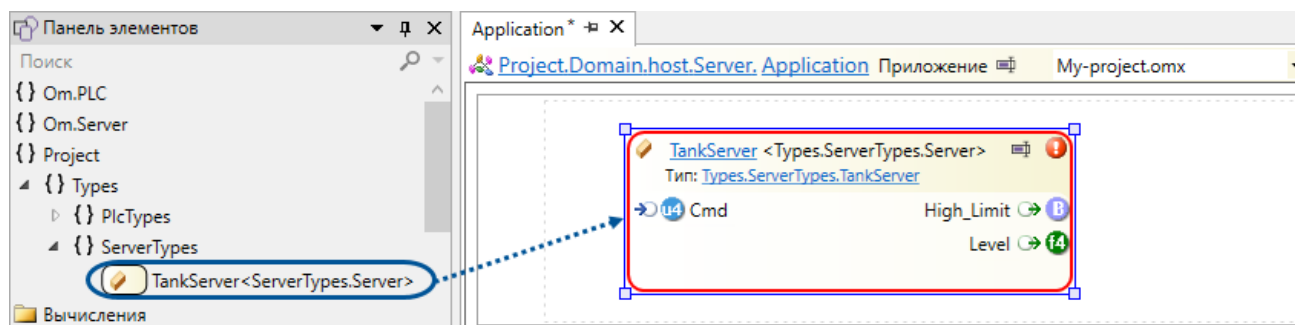 Панель элементов
Поиск
{ } Om.PLC
{ } Om.Server
{ } Project
{ } Types
{ } PlcTypes
{ } ServerTypes
TankServer<ServerTypes.Server>
Вычисления
Application*
Project.Domain.host.Server. Application Приложение My-project.omx
TankServer <Types.ServerTypes.Server>
Тип: Types.ServerTypes.TankServer
u4 Cmd High_Limit B
Level f4